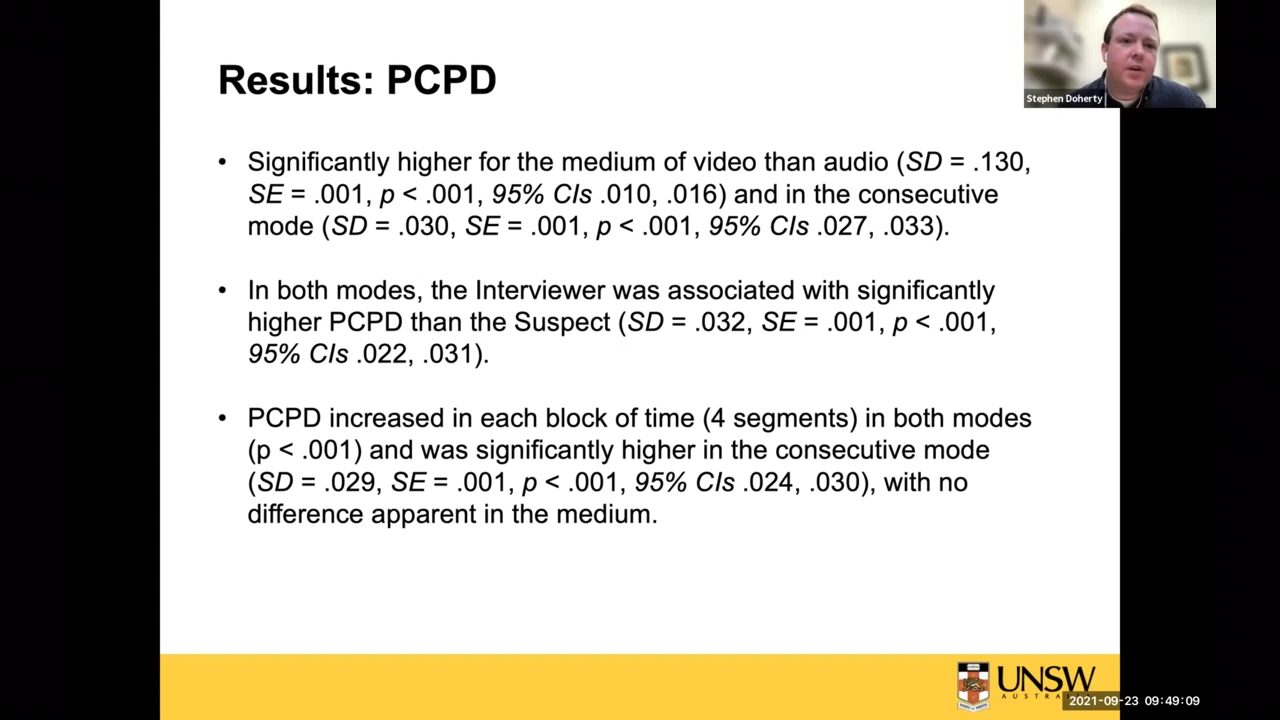 Results: PCPD
Stephen Doherty
• Significantly higher for the medium of video than audio (SD = .130,
SE = .001, p < .001, 95% CIs .010, .016) and in the consecutive
mode (SD = .030, SE = .001, p < .001, 95% CIs .027, .033).
• In both modes, the Interviewer was associated with significantly
higher PCPD than the Suspect (SD = .032, SE = .001, p < .001,
95% CIs .022, .031).
• PCPD increased in each block of time (4 segments) in both modes
(p < .001) and was significantly higher in the consecutive mode
(SD = .029, SE = .001, p < .001, 95% CIs .024, .030), with no
difference apparent in the medium.
UNSW
2021-09-23 09:49:09